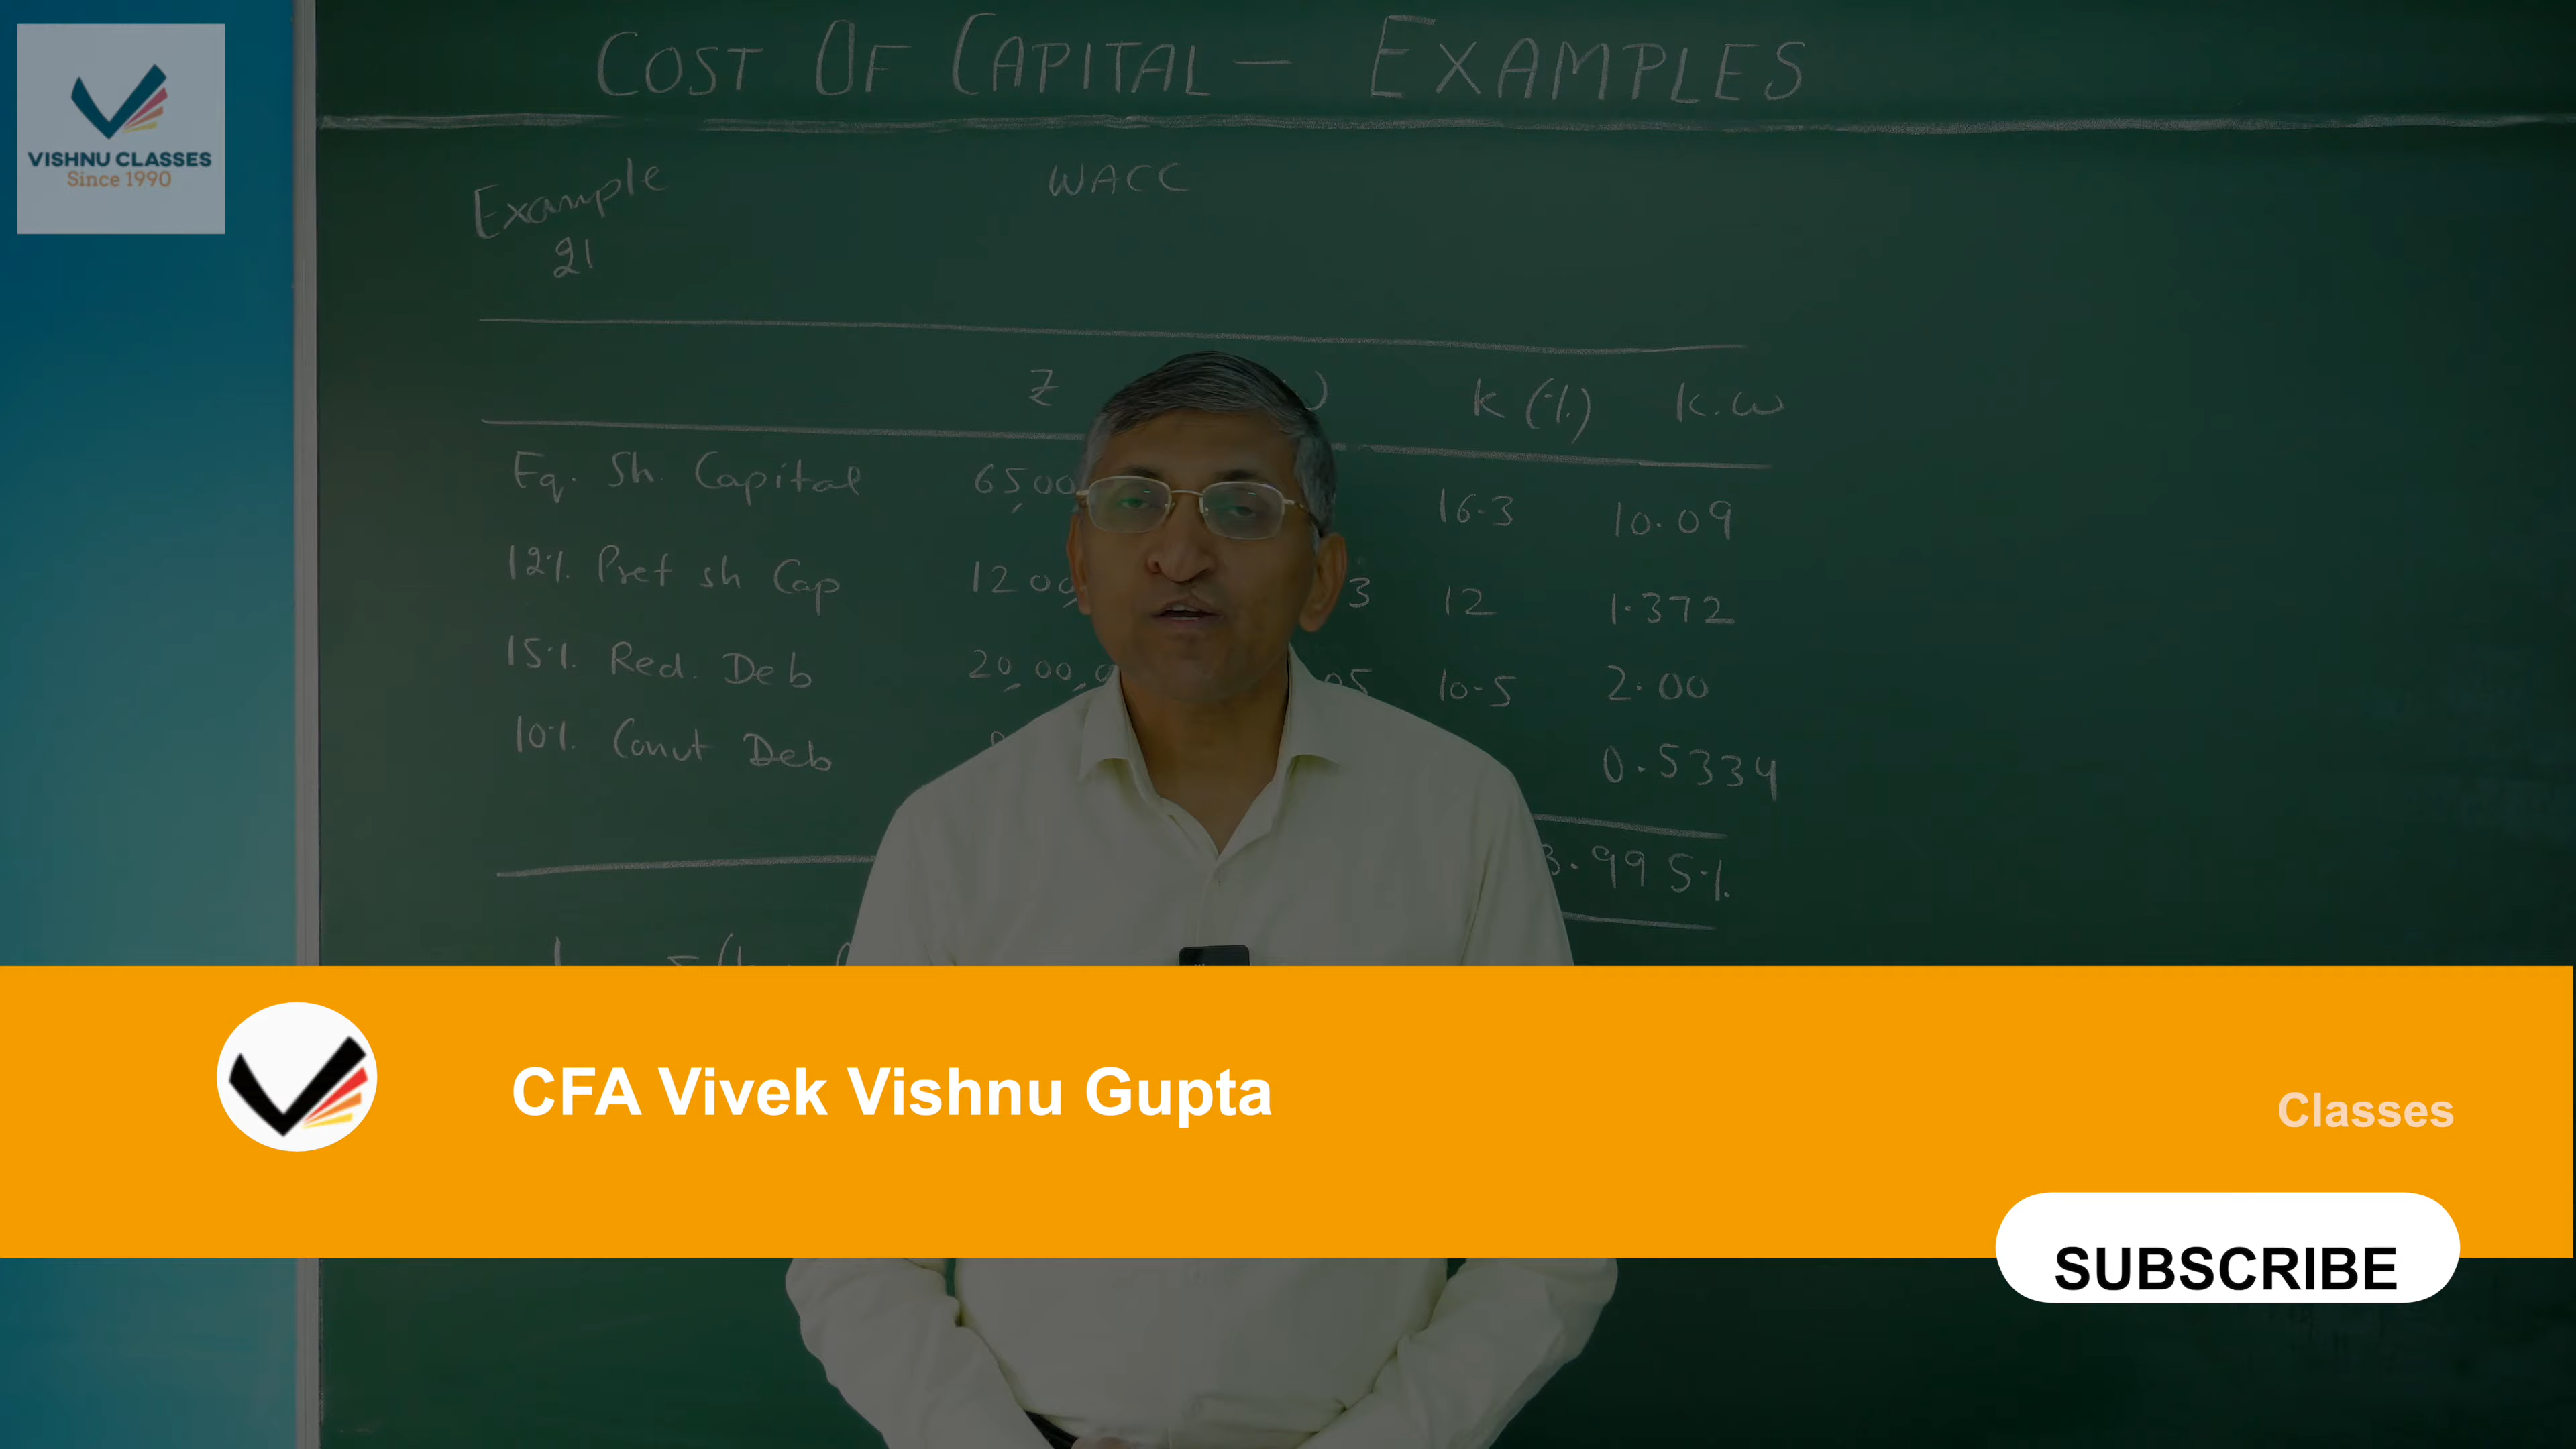 COST OF CAPITAL – EXAMPLES
VISHNU CLASSES
Since 1990
Example
21
WACC
k (%) k.w
Eq. Sh. Capital 16.3 10.09
12%. Pref sh Cap 12 1.372
15%. Red. Deb 10.5 2.00
10%. Convt Deb 0.5334
CFA Vivek Vishnu Gupta
Classes
SUBSCRIBE